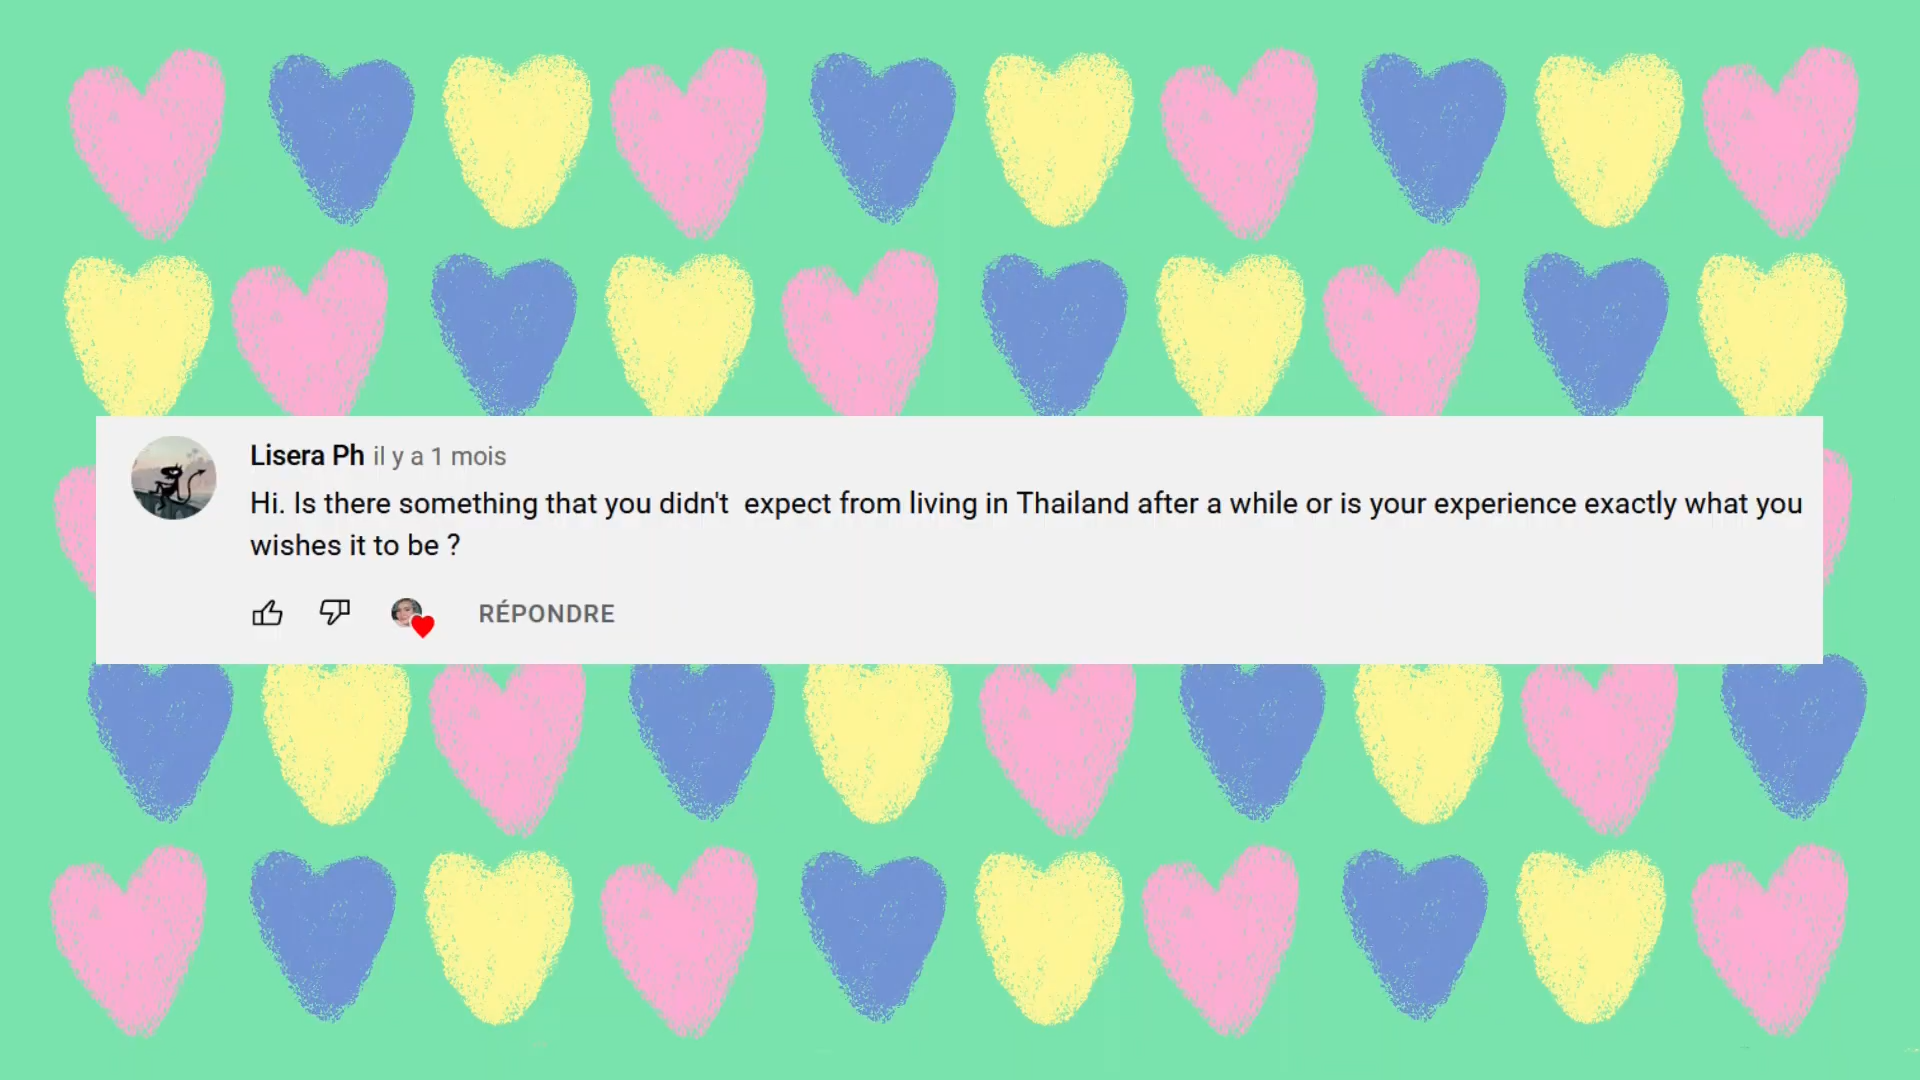 Lisera Ph il y a 1 mois
Hi. Is there something that you didn't  expect from living in Thailand after a while or is your experience exactly what you
wishes it to be ?
RÉPONDRE